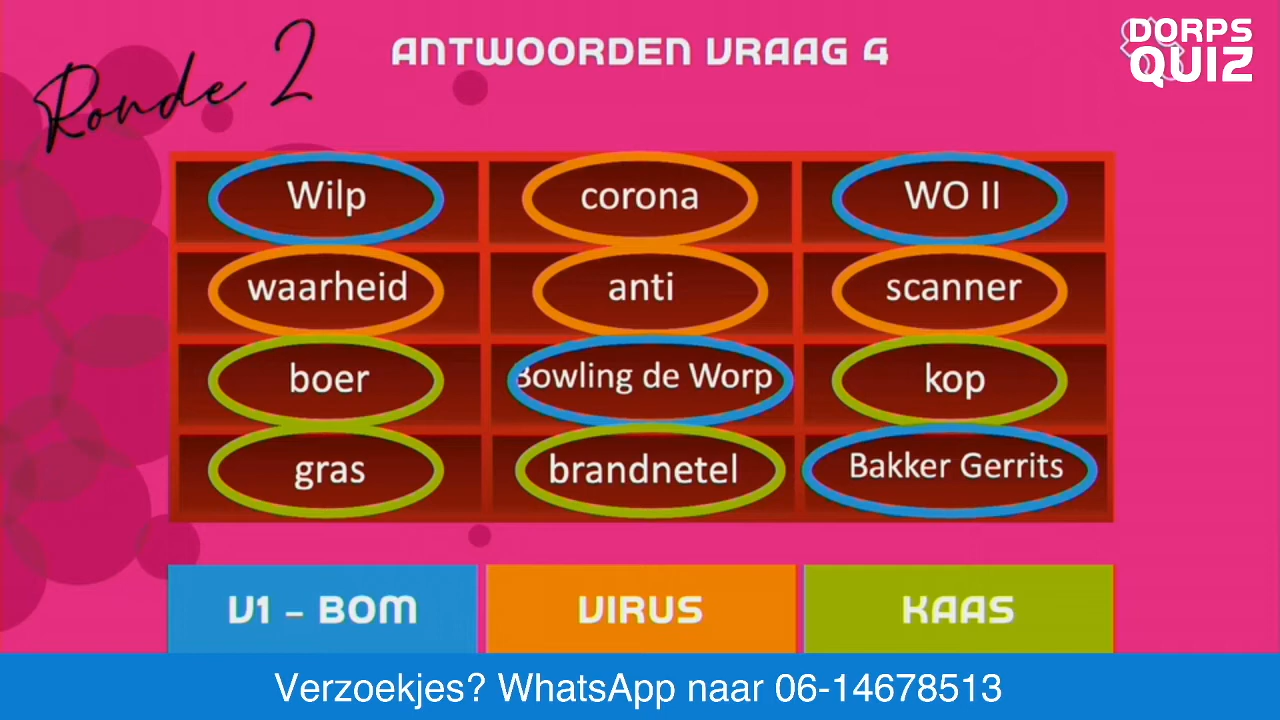 Ronde 2
ANTWOORDEN VRAAG 4
DORPS
QUIZ
Wilp corona WO II
waarheid anti scanner
boer Bowling de Worp kop
gras brandnetel Bakker Gerrits
V1 – BOM VIRUS KAAS
Verzoekjes? WhatsApp naar 06-14678513